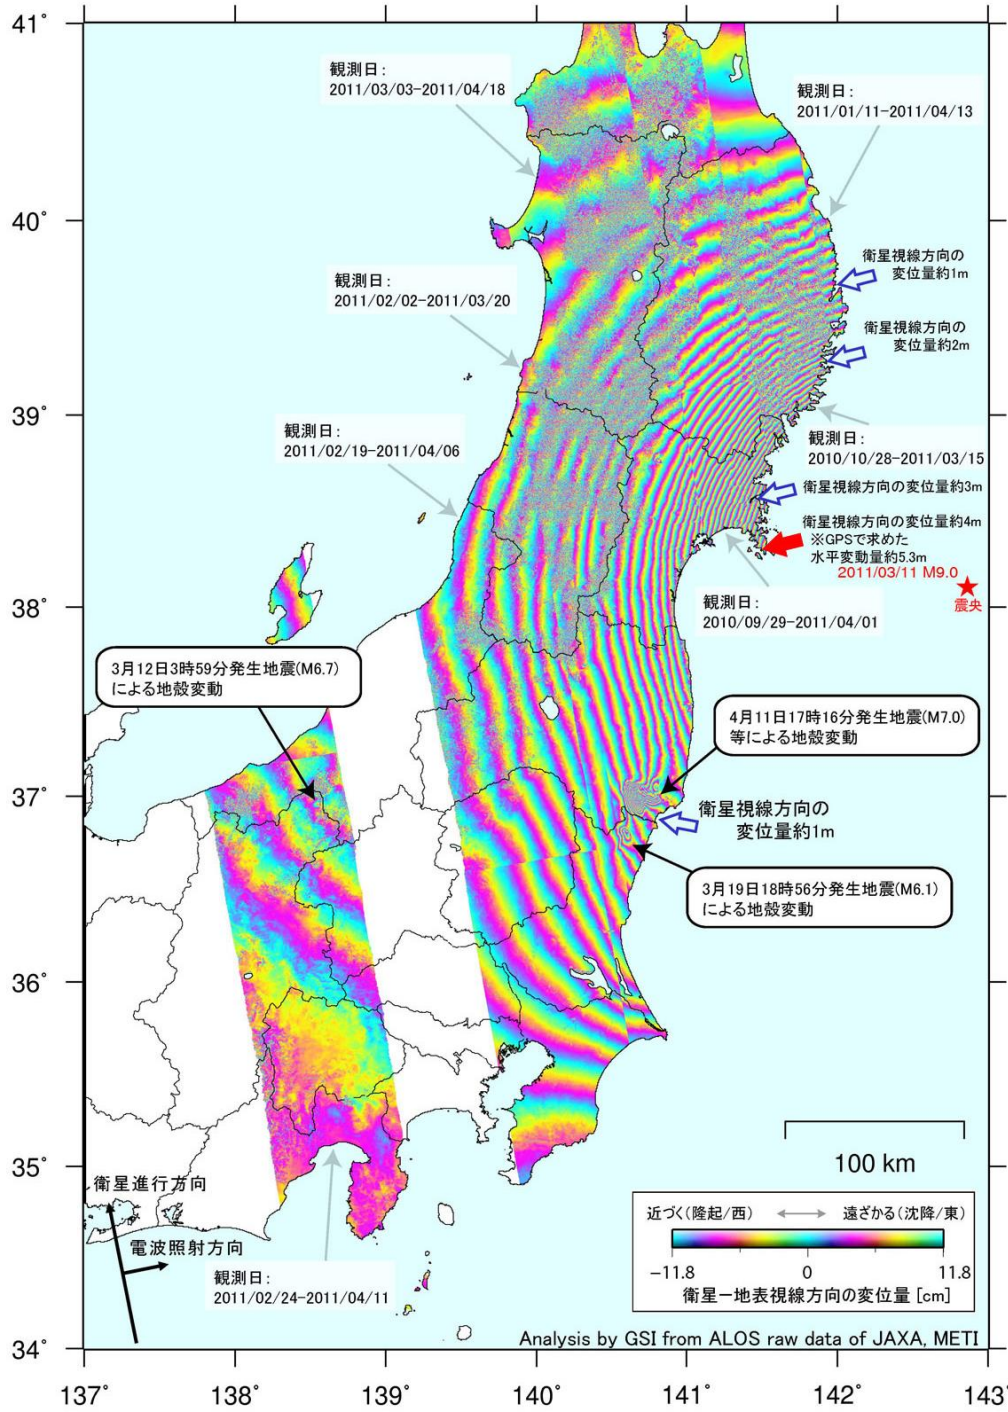 41°
観測日:
2011/03/03-2011/04/18
観測日:
2011/01/11-2011/04/13
40°
衛星視線方向の
変位量約1m
観測日:
2011/02/02-2011/03/20
衛星視線方向の
変位量約2m
39°
観測日:
2011/02/19-2011/04/06
観測日:
2010/10/28-2011/03/15
衛星視線方向の変位量約3m
衛星視線方向の変位量約4m
※GPSで求めた
水平変動量約5.3m
2011/03/11 M9.0
震央
38°
観測日:
2010/09/29-2011/04/01
3月12日3時59分発生地震(M6.7)
による地殻変動
4月11日17時16分発生地震(M7.0)
等による地殻変動
37°
衛星視線方向の
変位量約1m
3月19日18時56分発生地震(M6.1)
による地殻変動
36°
35°
100 km
衛星進行方向
電波照射方向
観測日:
2011/02/24-2011/04/11
近づく(隆起/西) 遠ざかる(沈降/東)
-11.8 0 11.8
衛星-地表視線方向の変位量 [cm]
Analysis by GSI from ALOS raw data of JAXA, METI
34°
137° 138° 139° 140° 141° 142° 143°